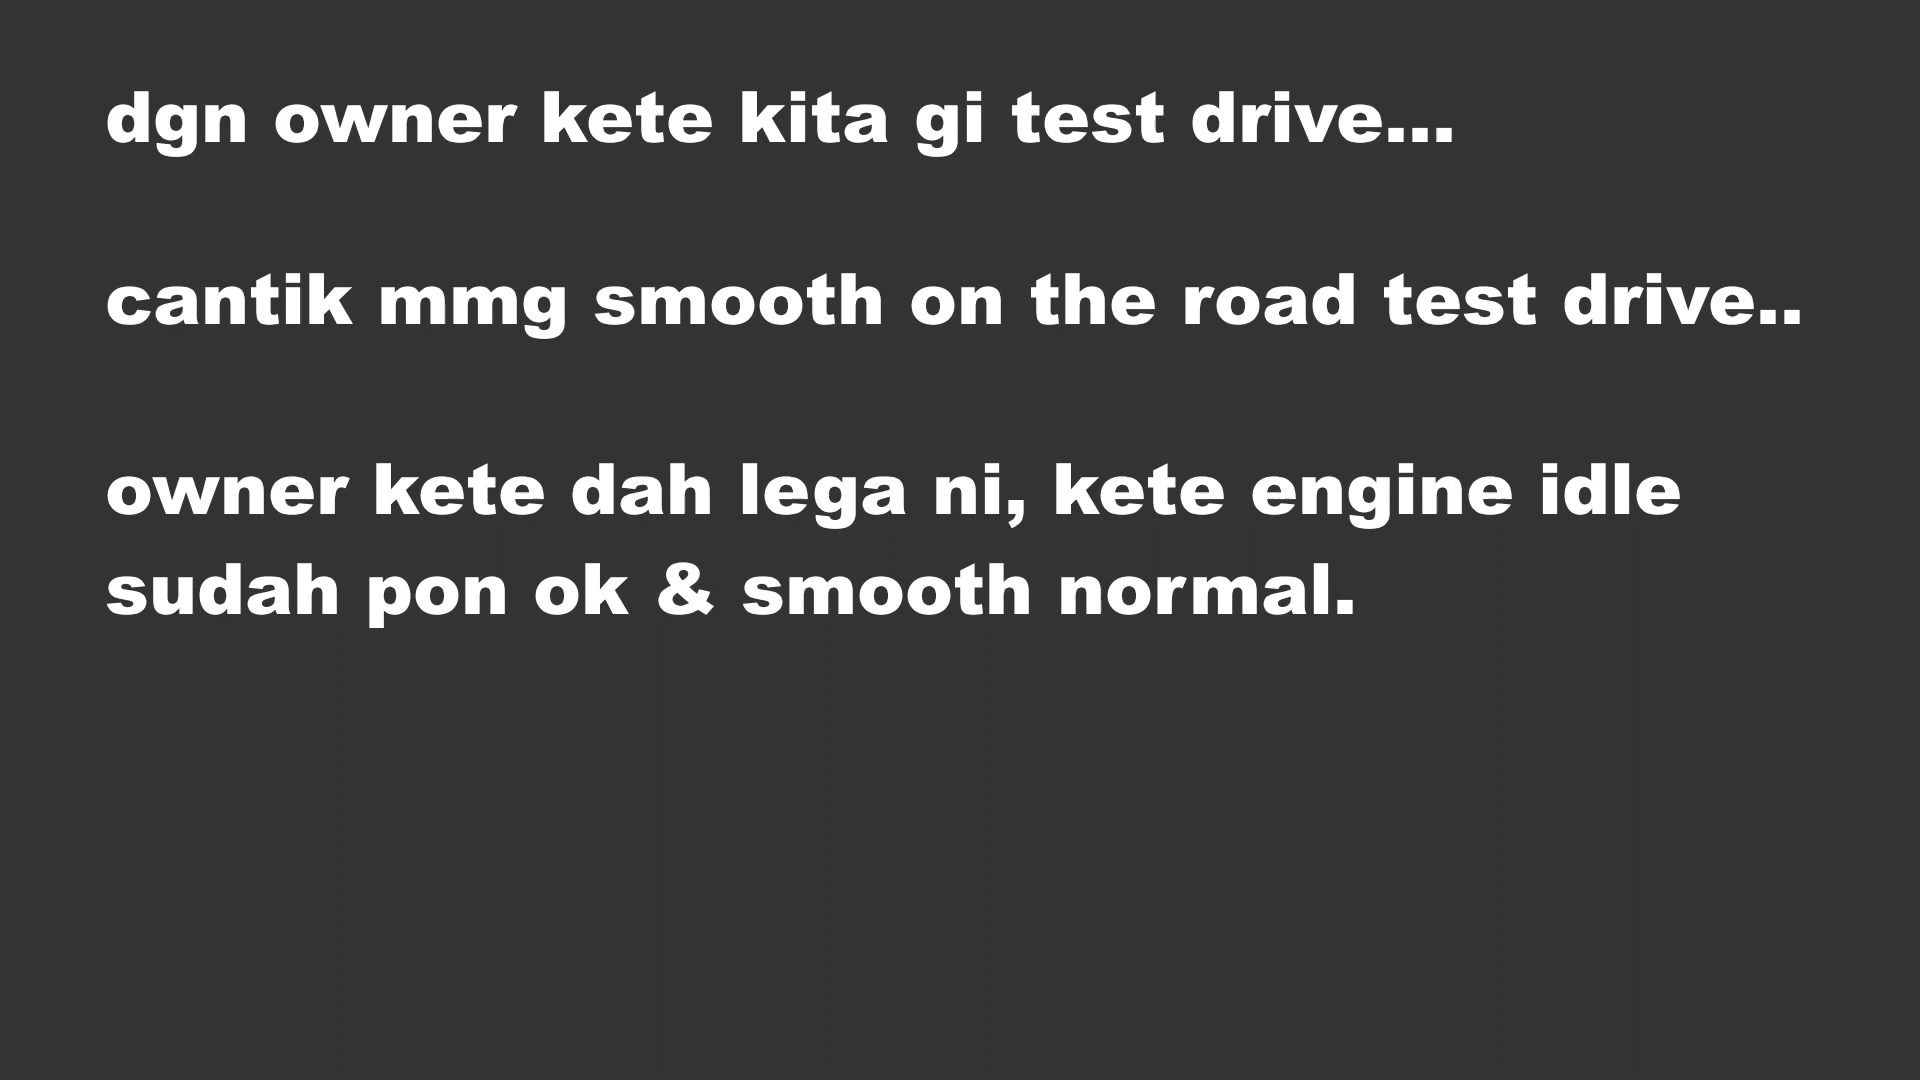 dgn owner kete kita gi test drive...
cantik mmg smooth on the road test drive..
owner kete dah lega ni, kete engine idle
sudah pon ok & smooth normal.